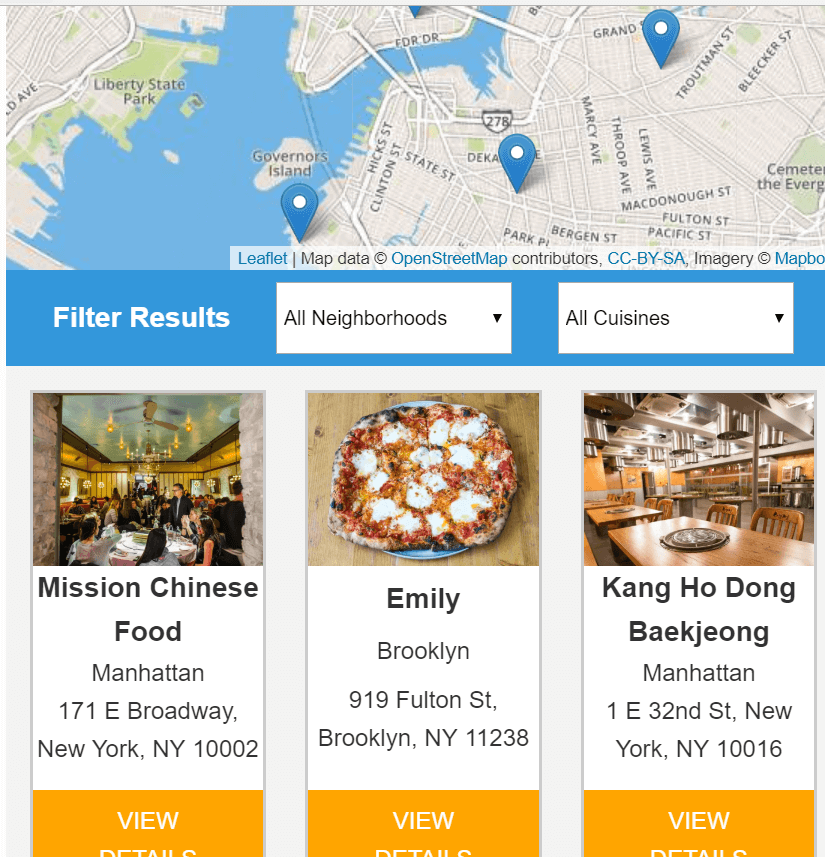 FDR DR
GRAND S
TROUTMAN ST
BLEECKER ST
Liberty State
Park
LD AVE
278
Governors
Island
HICKS ST
CLINTON ST
STATE ST
DEKA
E
MARCY AVE
THROOP AVE
LEWIS AVE
Cemete
the Everg
MACDONOUGH ST
FULTON ST
PACIFIC ST
BERGEN ST
PARK PL
Leaflet | Map data © OpenStreetMap contributors, CC-BY-SA, Imagery © Mapbo
Filter Results
All Neighborhoods ▼
All Cuisines ▼
Mission Chinese
Food
Manhattan
171 E Broadway,
New York, NY 10002
VIEW
DETAILS
Emily
Brooklyn
919 Fulton St,
Brooklyn, NY 11238
VIEW
DETAILS
Kang Ho Dong
Baekjeong
Manhattan
1 E 32nd St, New
York, NY 10016
VIEW
DETAILS